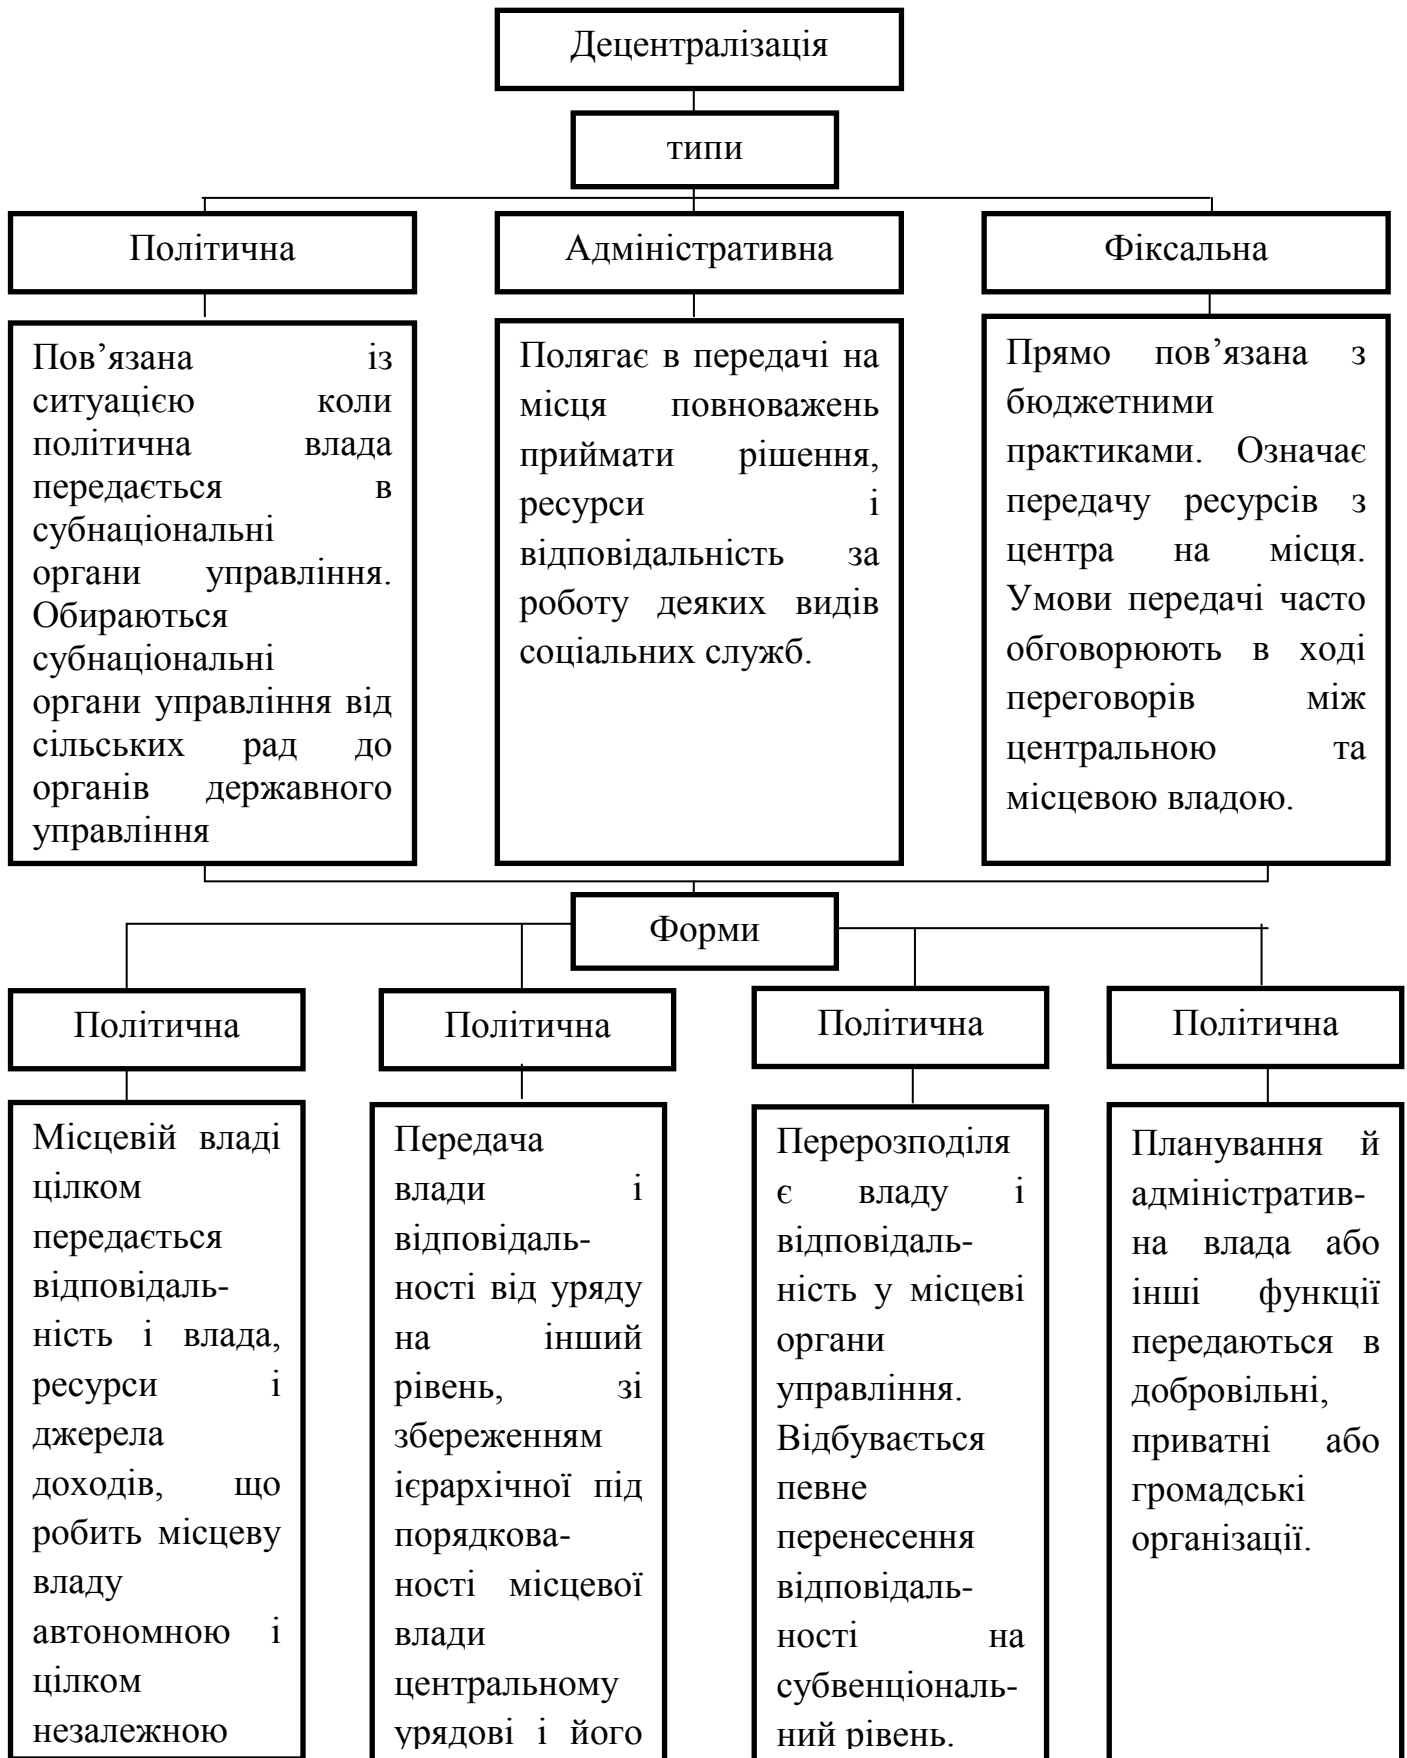 Децентралізація
типи
Політична
Адміністративна
Фіксальна
Пов’язана із
ситуацією коли
політична влада
передається в
субнаціональні
органи управління.
Обираються
субнаціональні
органи управління від
сільських рад до
органів державного
управління
Полягає в передачі на
місця повноважень
приймати рішення,
ресурси і
відповідальність за
роботу деяких видів
соціальних служб.
Прямо пов’язана з
бюджетними
практиками. Означає
передачу ресурсів з
центра на місця.
Умови передачі часто
обговорюють в ході
переговорів між
центральною та
місцевою владою.
Форми
Політична
Політична
Політична
Політична
Місцевій владі
цілком
передається
відповідаль-
ність і влада,
ресурси і
джерела
доходів, що
робить місцеву
владу
автономною і
цілком
незалежною
Передача
влади і
відповідаль-
ності від уряду
на інший
рівень, зі
збереженням
ієрархічної під
порядкова-
ності місцевої
влади
центральному
урядові і його
Перерозподіля
є владу і
відповідаль-
ність у місцеві
органи
управління.
Відбувається
певне
перенесення
відповідаль-
ності на
субвенціональ-
ний рівень.
Планування й
адміністратив-
на влада або
інші функції
передаються в
добровільні,
приватні або
громадські
організації.